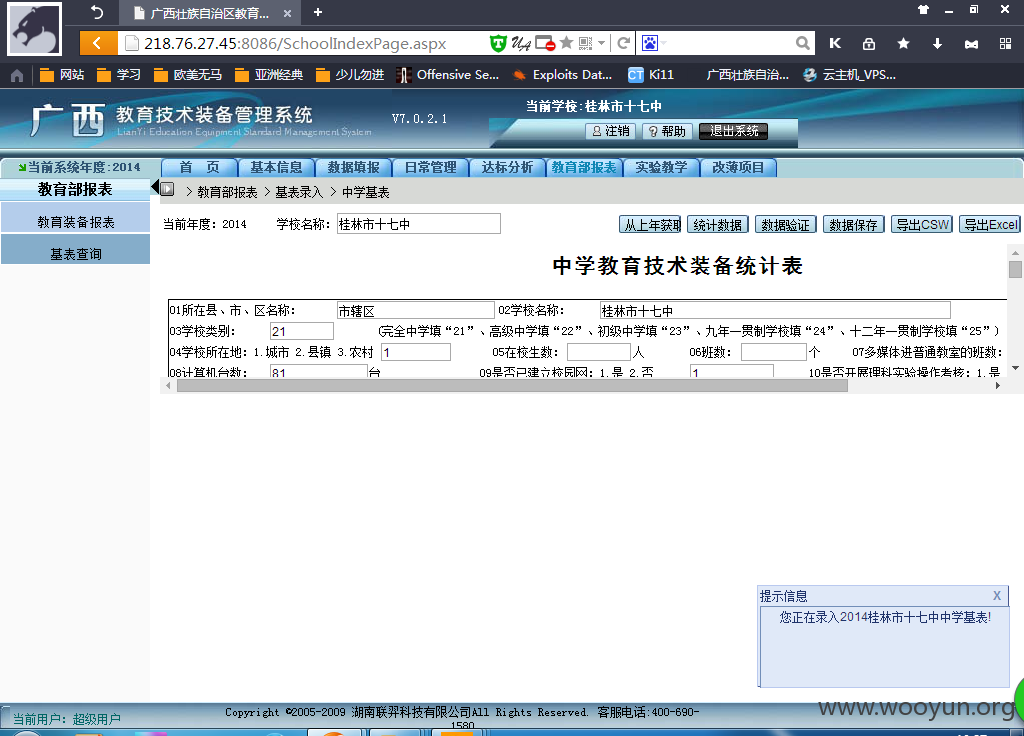 广西壮族自治区教育...
218.76.27.45:8086/SchoolIndexPage.aspx
网站 学习 欧美无马 亚洲经典 少儿勿进 Offensive Se... Exploits Dat... CT Ki11 广西壮族自治... 云主机_VPS...
广西 教育技术装备管理系统 V7.0.2.1
LianYi Education Equipment Standard Management System
当前学校:桂林市十七中
注销 帮助 退出系统
当前系统年度:2014 首 页 基本信息 数据填报 日常管理 达标分析 教育部报表 实验教学 改薄项目
教育部报表
> 教育部报表 > 基表录入 > 中学基表
教育装备报表
基表查询
当前年度: 2014 学校名称: 桂林市十七中 从上年获取 统计数据 数据验证 数据保存 导出CSW 导出Excel
中学教育技术装备统计表
01所在县、市、区名称: 市辖区 02学校名称: 桂林市十七中
03学校类别: 21 (完全中学填“21”、高级中学填“22”、初级中学填“23”、九年一贯制学校填“24”、十二年一贯制学校填“25”)
04学校所在地: 1.城市 2.县镇 3.农村 1 05在校生数: 人 06班数: 个 07多媒体进普通教室的班数:
08计算机台数: 81 台 09是否已建立校园网: 1.是 2.否 1 10是否开展理科实验操作考核: 1.是
提示信息 X
您正在录入2014桂林市十七中中学基表!
当前用户: 超级用户
Copyright ©2005-2009 湖南联羿科技有限公司All Rights Reserved. 客服电话:400-690-
1580
www.wooyun.org